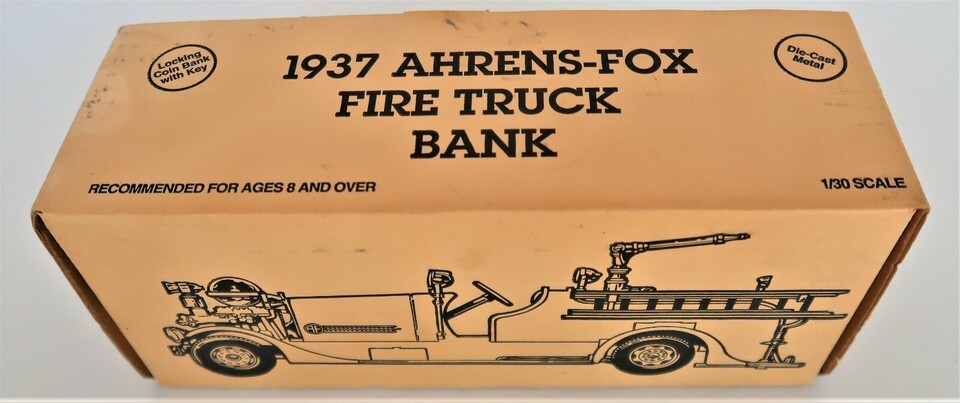 Locking
Coin Bank
with Key
1937 AHRENS-FOX
FIRE TRUCK
BANK
Die-Cast
Metal
RECOMMENDED FOR AGES 8 AND OVER
1/30 SCALE